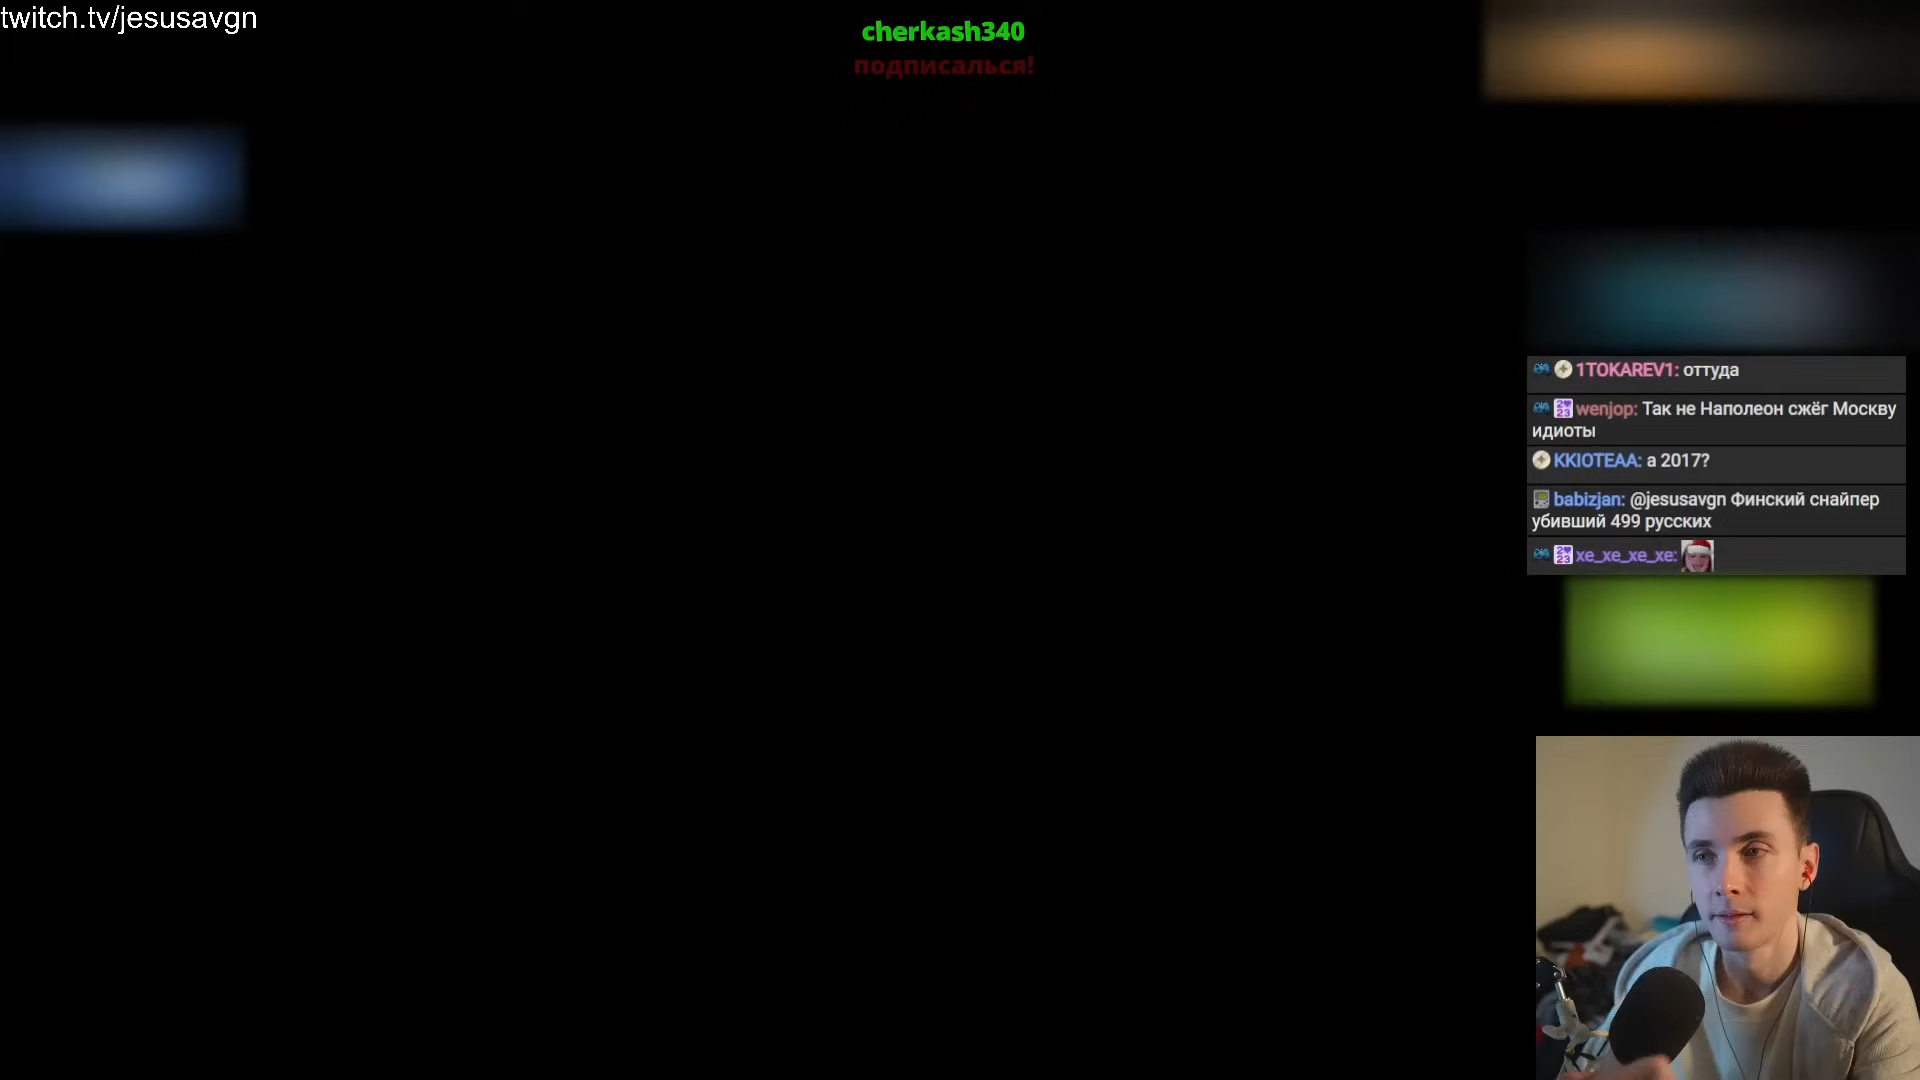 twitch.tv/jesusavgn
cherkash340
подписалься!
1TOKAREV1: оттуда
wenjop: Так не Наполеон сжёг Москву
идиоты
KKIOTEAA: а 2017?
babizjan: @jesusavgn Финский снайпер
убивший 499 русских
xe_xe_xe_xe: